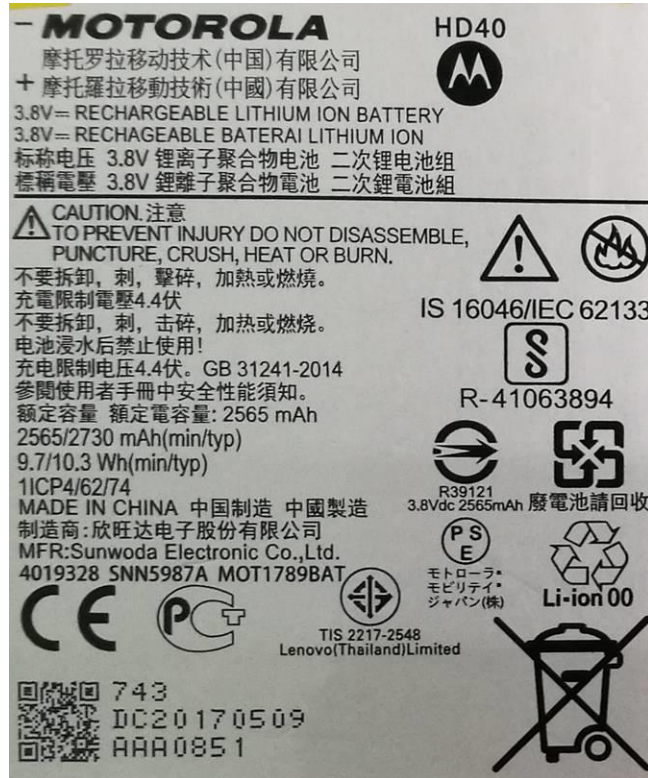 - MOTOROLA
HD40
摩托罗拉移动技术(中国)有限公司
+ 摩托羅拉移動技術(中國)有限公司
3.8V⎓ RECHARGEABLE LITHIUM ION BATTERY
3.8V⎓ RECHAGEABLE BATERAI LITHIUM ION
标称电压 3.8V 锂离子聚合物电池 二次锂电池组
標稱電壓 3.8V 鋰離子聚合物電池 二次鋰電池組
CAUTION.注意
TO PREVENT INJURY DO NOT DISASSEMBLE,
PUNCTURE, CRUSH, HEAT OR BURN.
不要拆卸，刺，擊碎，加熱或燃燒。
充電限制電壓4.4伏
不要拆卸，刺，击碎，加热或燃烧。
电池浸水后禁止使用!
充电限制电压4.4伏。GB 31241-2014
參閱使用者手冊中安全性能須知。
额定容量 額定電容量: 2565 mAh
2565/2730 mAh(min/typ)
9.7/10.3 Wh(min/typ)
1ICP4/62/74
MADE IN CHINA 中国制造 中國製造
制造商:欣旺达电子股份有限公司
MFR:Sunwoda Electronic Co.,Ltd.
4019328 SNN5987A MOT1789BAT
IS 16046/IEC 62133
R-41063894
R39121
3.8Vdc 2565mAh
廢電池請回收
PS
E
モトローラ・
モビリティ・
ジャパン(株)
Li-ion 00
CE
PCT
TIS 2217-2548
Lenovo(Thailand)Limited
743
DC20170509
AAA0851